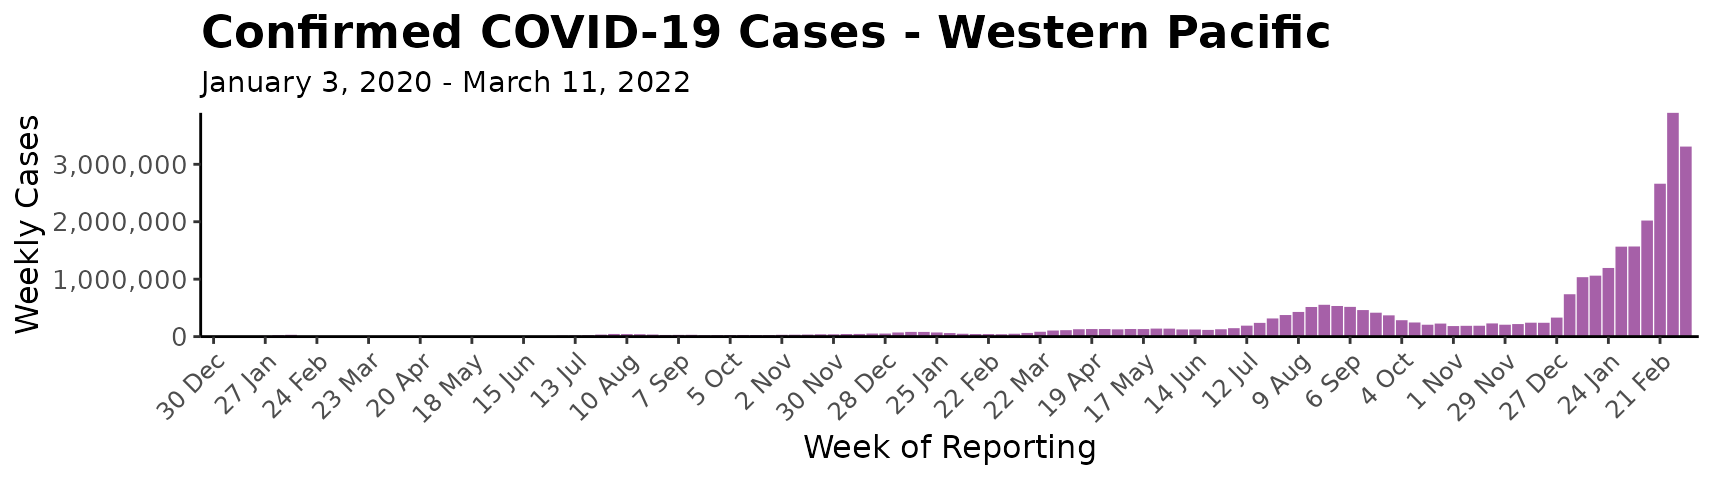 Confirmed COVID-19 Cases - Western Pacific
January 3, 2020 - March 11, 2022
Weekly Cases
3,000,000
2,000,000
1,000,000
0
30 Dec
27 Jan
24 Feb
23 Mar
20 Apr
18 May
15 Jun
13 Jul
10 Aug
7 Sep
5 Oct
2 Nov
30 Nov
28 Dec
25 Jan
22 Feb
22 Mar
19 Apr
17 May
14 Jun
12 Jul
9 Aug
6 Sep
4 Oct
1 Nov
29 Nov
27 Dec
24 Jan
21 Feb
Week of Reporting